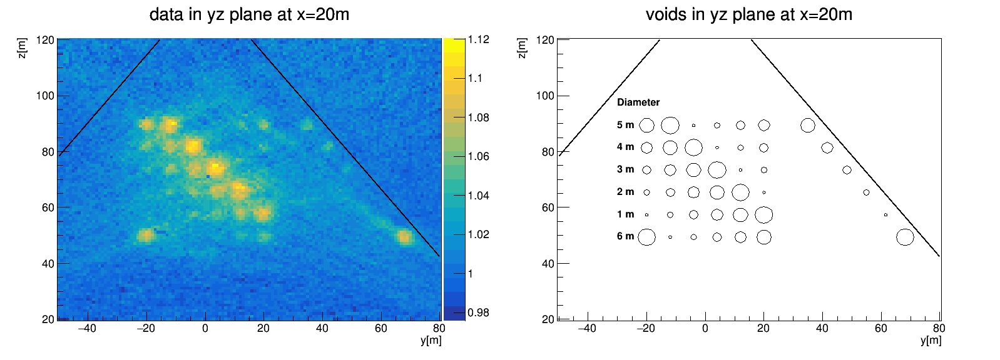 data in yz plane at x=20m
z[m]
120
100
80
60
40
20
−40
−20
0
20
40
60
80
y[m]
1.12
1.1
1.08
1.06
1.04
1.02
1
0.98
voids in yz plane at x=20m
z[m]
120
100
80
60
40
20
Diameter
5 m
4 m
3 m
2 m
1 m
6 m
−40
−20
0
20
40
60
80
y[m]